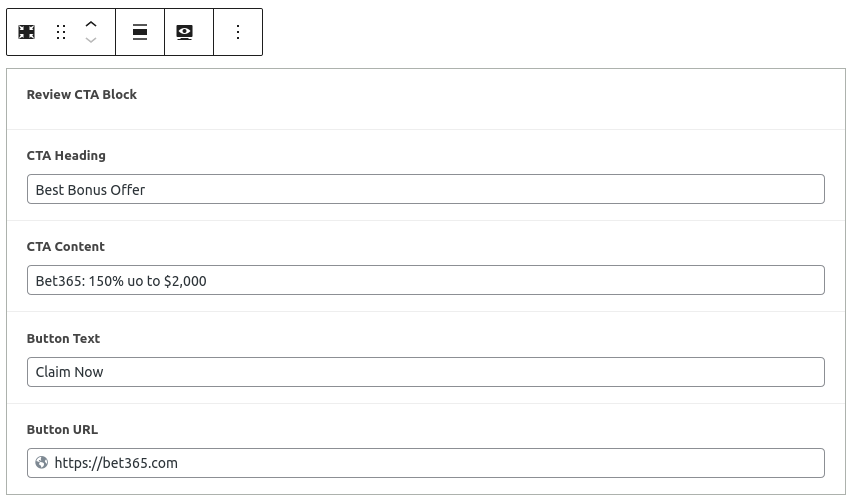 Review CTA Block
CTA Heading
Best Bonus Offer
CTA Content
Bet365: 150% uo to $2,000
Button Text
Claim Now
Button URL
https://bet365.com